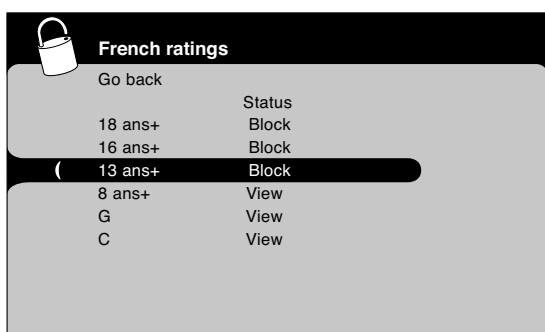 French ratings
Go back
Status
18 ans+ Block
16 ans+ Block
13 ans+ Block
8 ans+ View
G View
C View